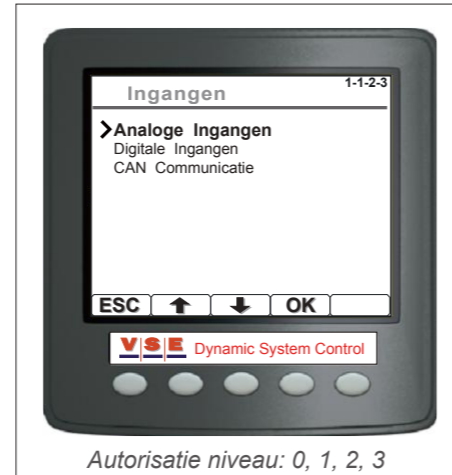 Ingangen 1-1-2-3
Analoge Ingangen
Digitale Ingangen
CAN Communicatie
ESC OK
VSE Dynamic System Control
Autorisatie niveau: 0, 1, 2, 3